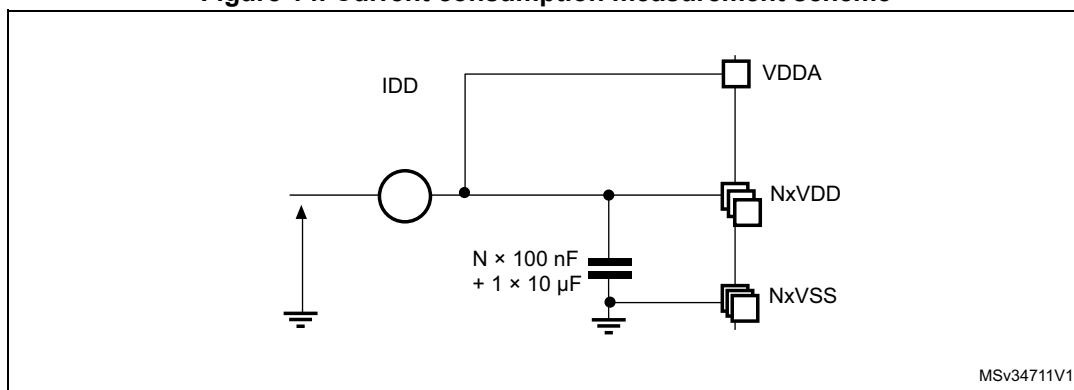 Figure 14. Current consumption measurement scheme
IDD
VDDA
NxVDD
N × 100 nF
+ 1 × 10 µF
NxVSS
MSv34711V1